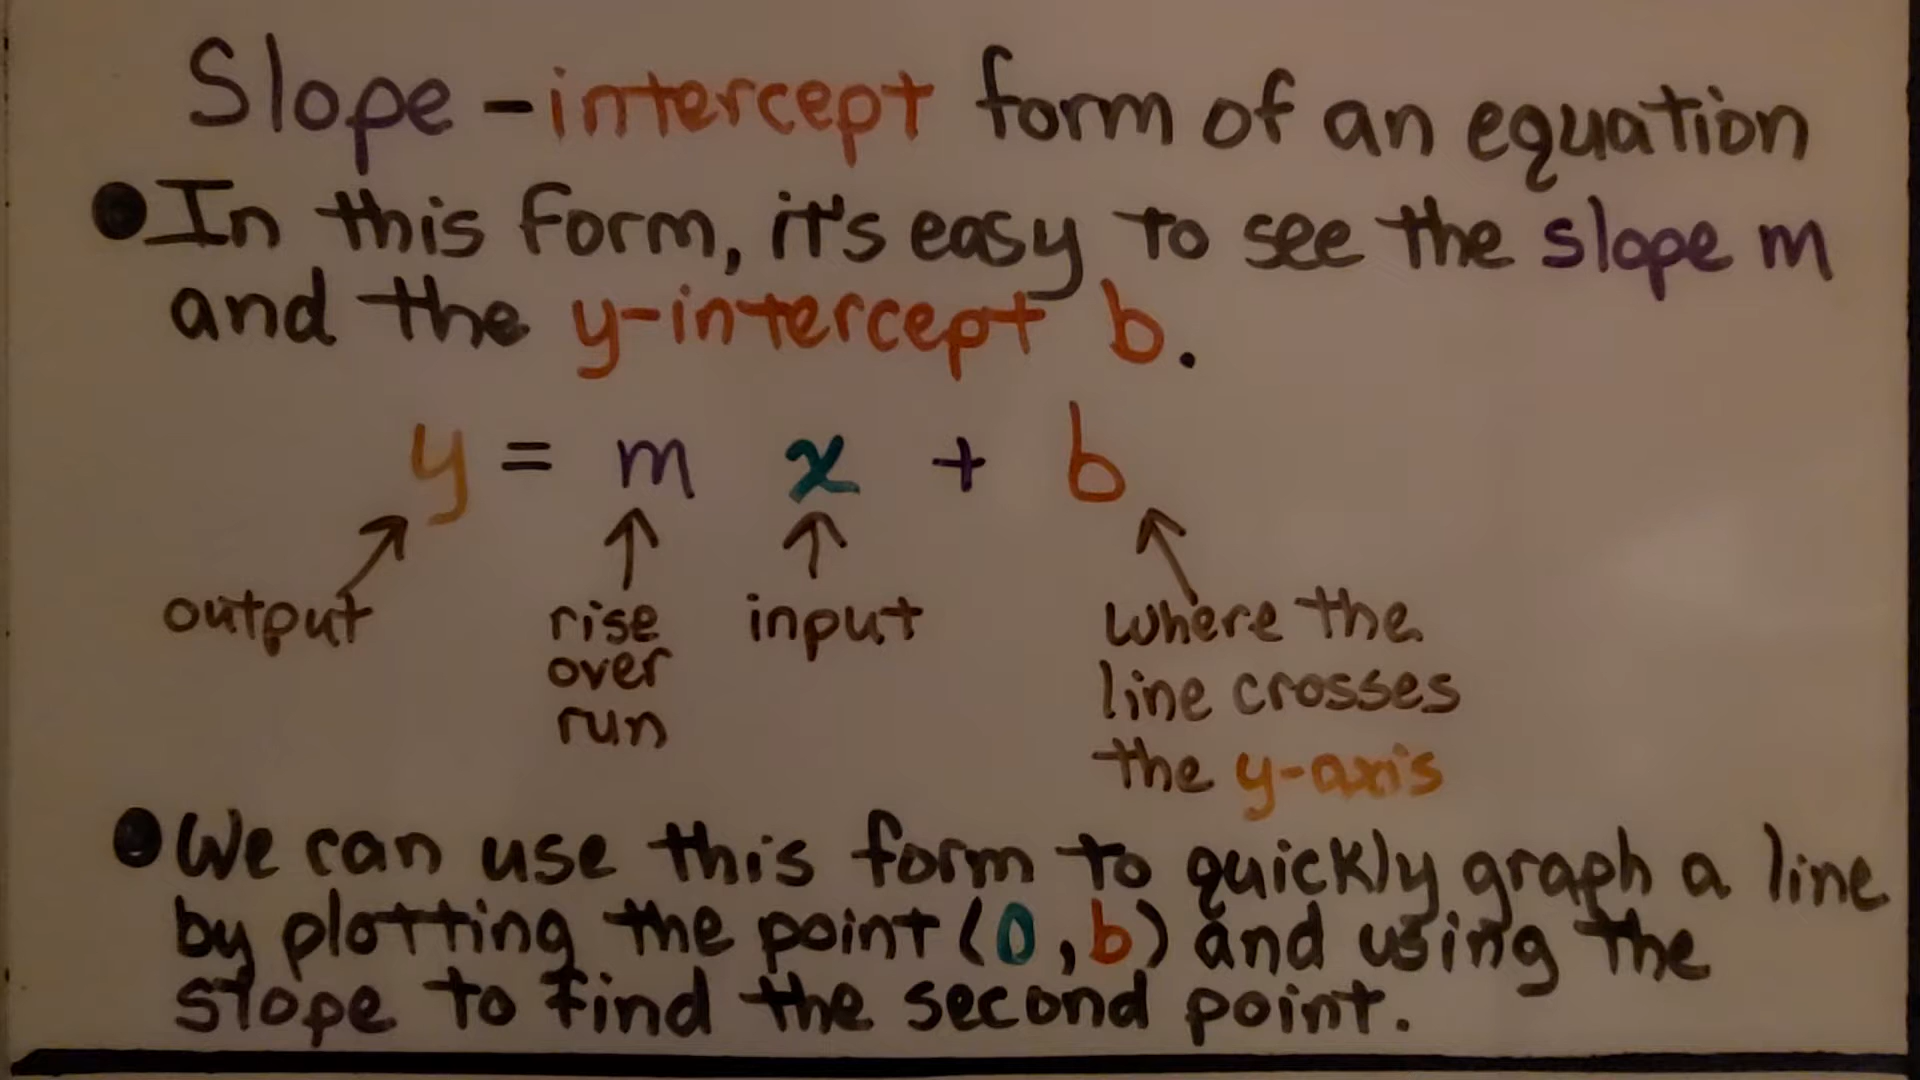 Slope-intercept form of an equation
● In this form, it's easy to see the slope m
and the y-intercept b.
y = m x + b
output rise input where the
over line crosses
run the y-axis
● We can use this form to quickly graph a line
by plotting the point (0, b) and using the
slope to find the second point.